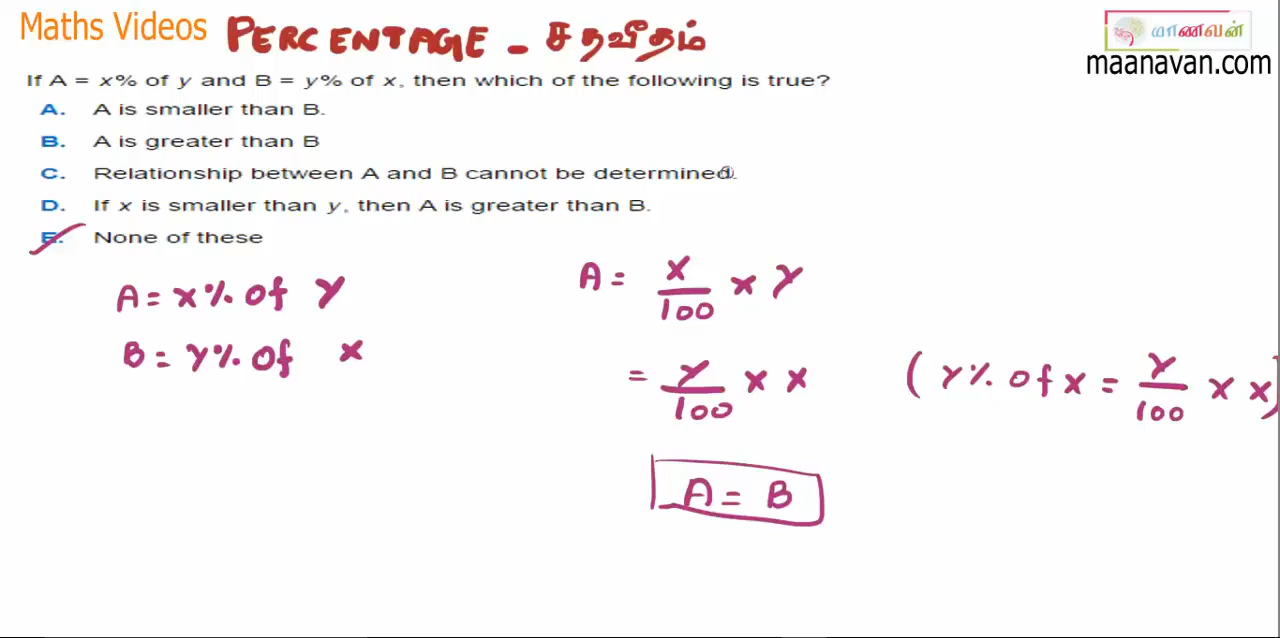 Maths Videos PERCENTAGE - சதவீதம்
மாணவன்
maanavan.com
If A = x% of y and B = y% of x, then which of the following is true?
A. A is smaller than B.
B. A is greater than B
C. Relationship between A and B cannot be determined.
D. If x is smaller than y, then A is greater than B.
E. None of these
A = x% of y
B = y% of x
A = x/100 × y
= y/100 × x (y% of x = y/100 × x)
A = B